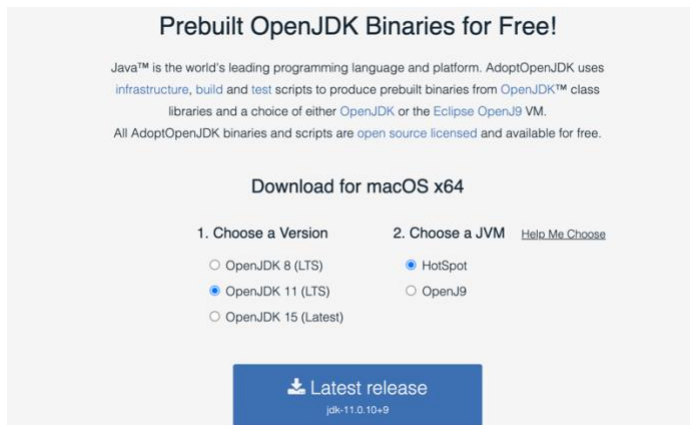 Prebuilt OpenJDK Binaries for Free!
Java™ is the world's leading programming language and platform. AdoptOpenJDK uses
infrastructure, build and test scripts to produce prebuilt binaries from OpenJDK™ class
libraries and a choice of either OpenJDK or the Eclipse OpenJ9 VM.
All AdoptOpenJDK binaries and scripts are open source licensed and available for free.
Download for macOS x64
1. Choose a Version
OpenJDK 8 (LTS)
OpenJDK 11 (LTS)
OpenJDK 15 (Latest)
2. Choose a JVM Help Me Choose
HotSpot
OpenJ9
Latest release
jdk-11.0.10+9